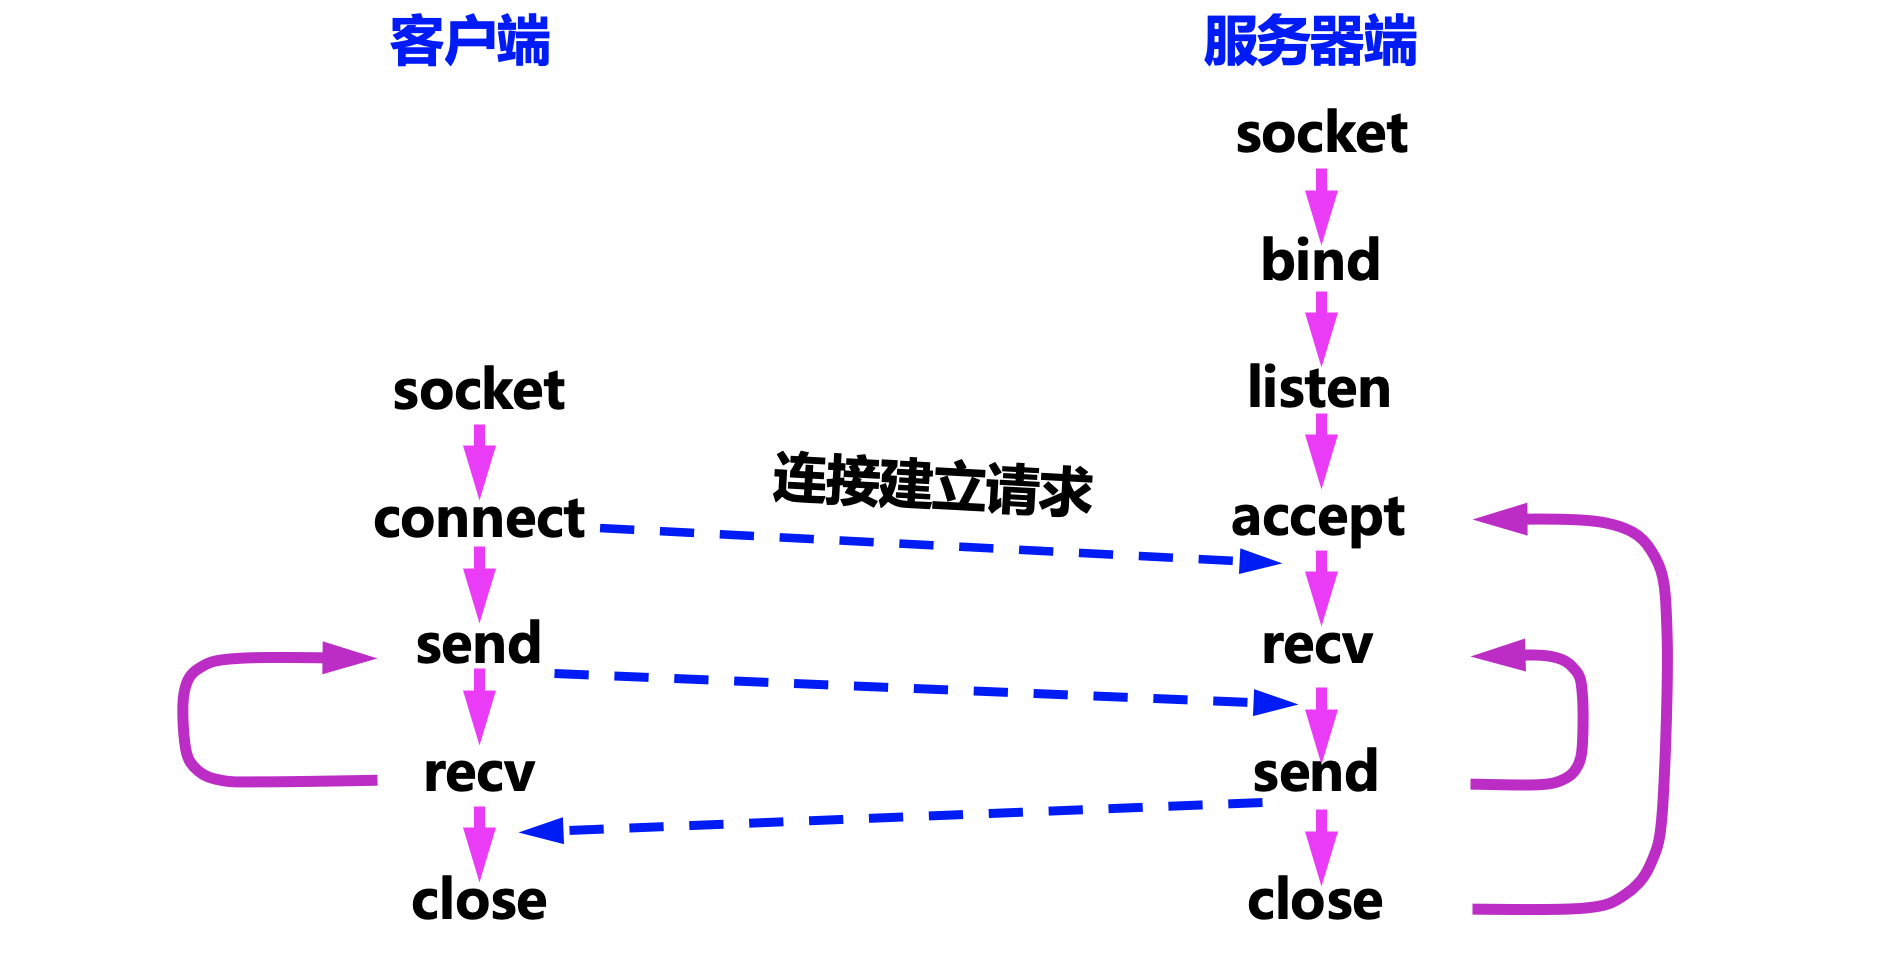 客户端
服务器端
socket
bind
listen
socket
连接建立请求
connect
accept
send
recv
recv
send
close
close